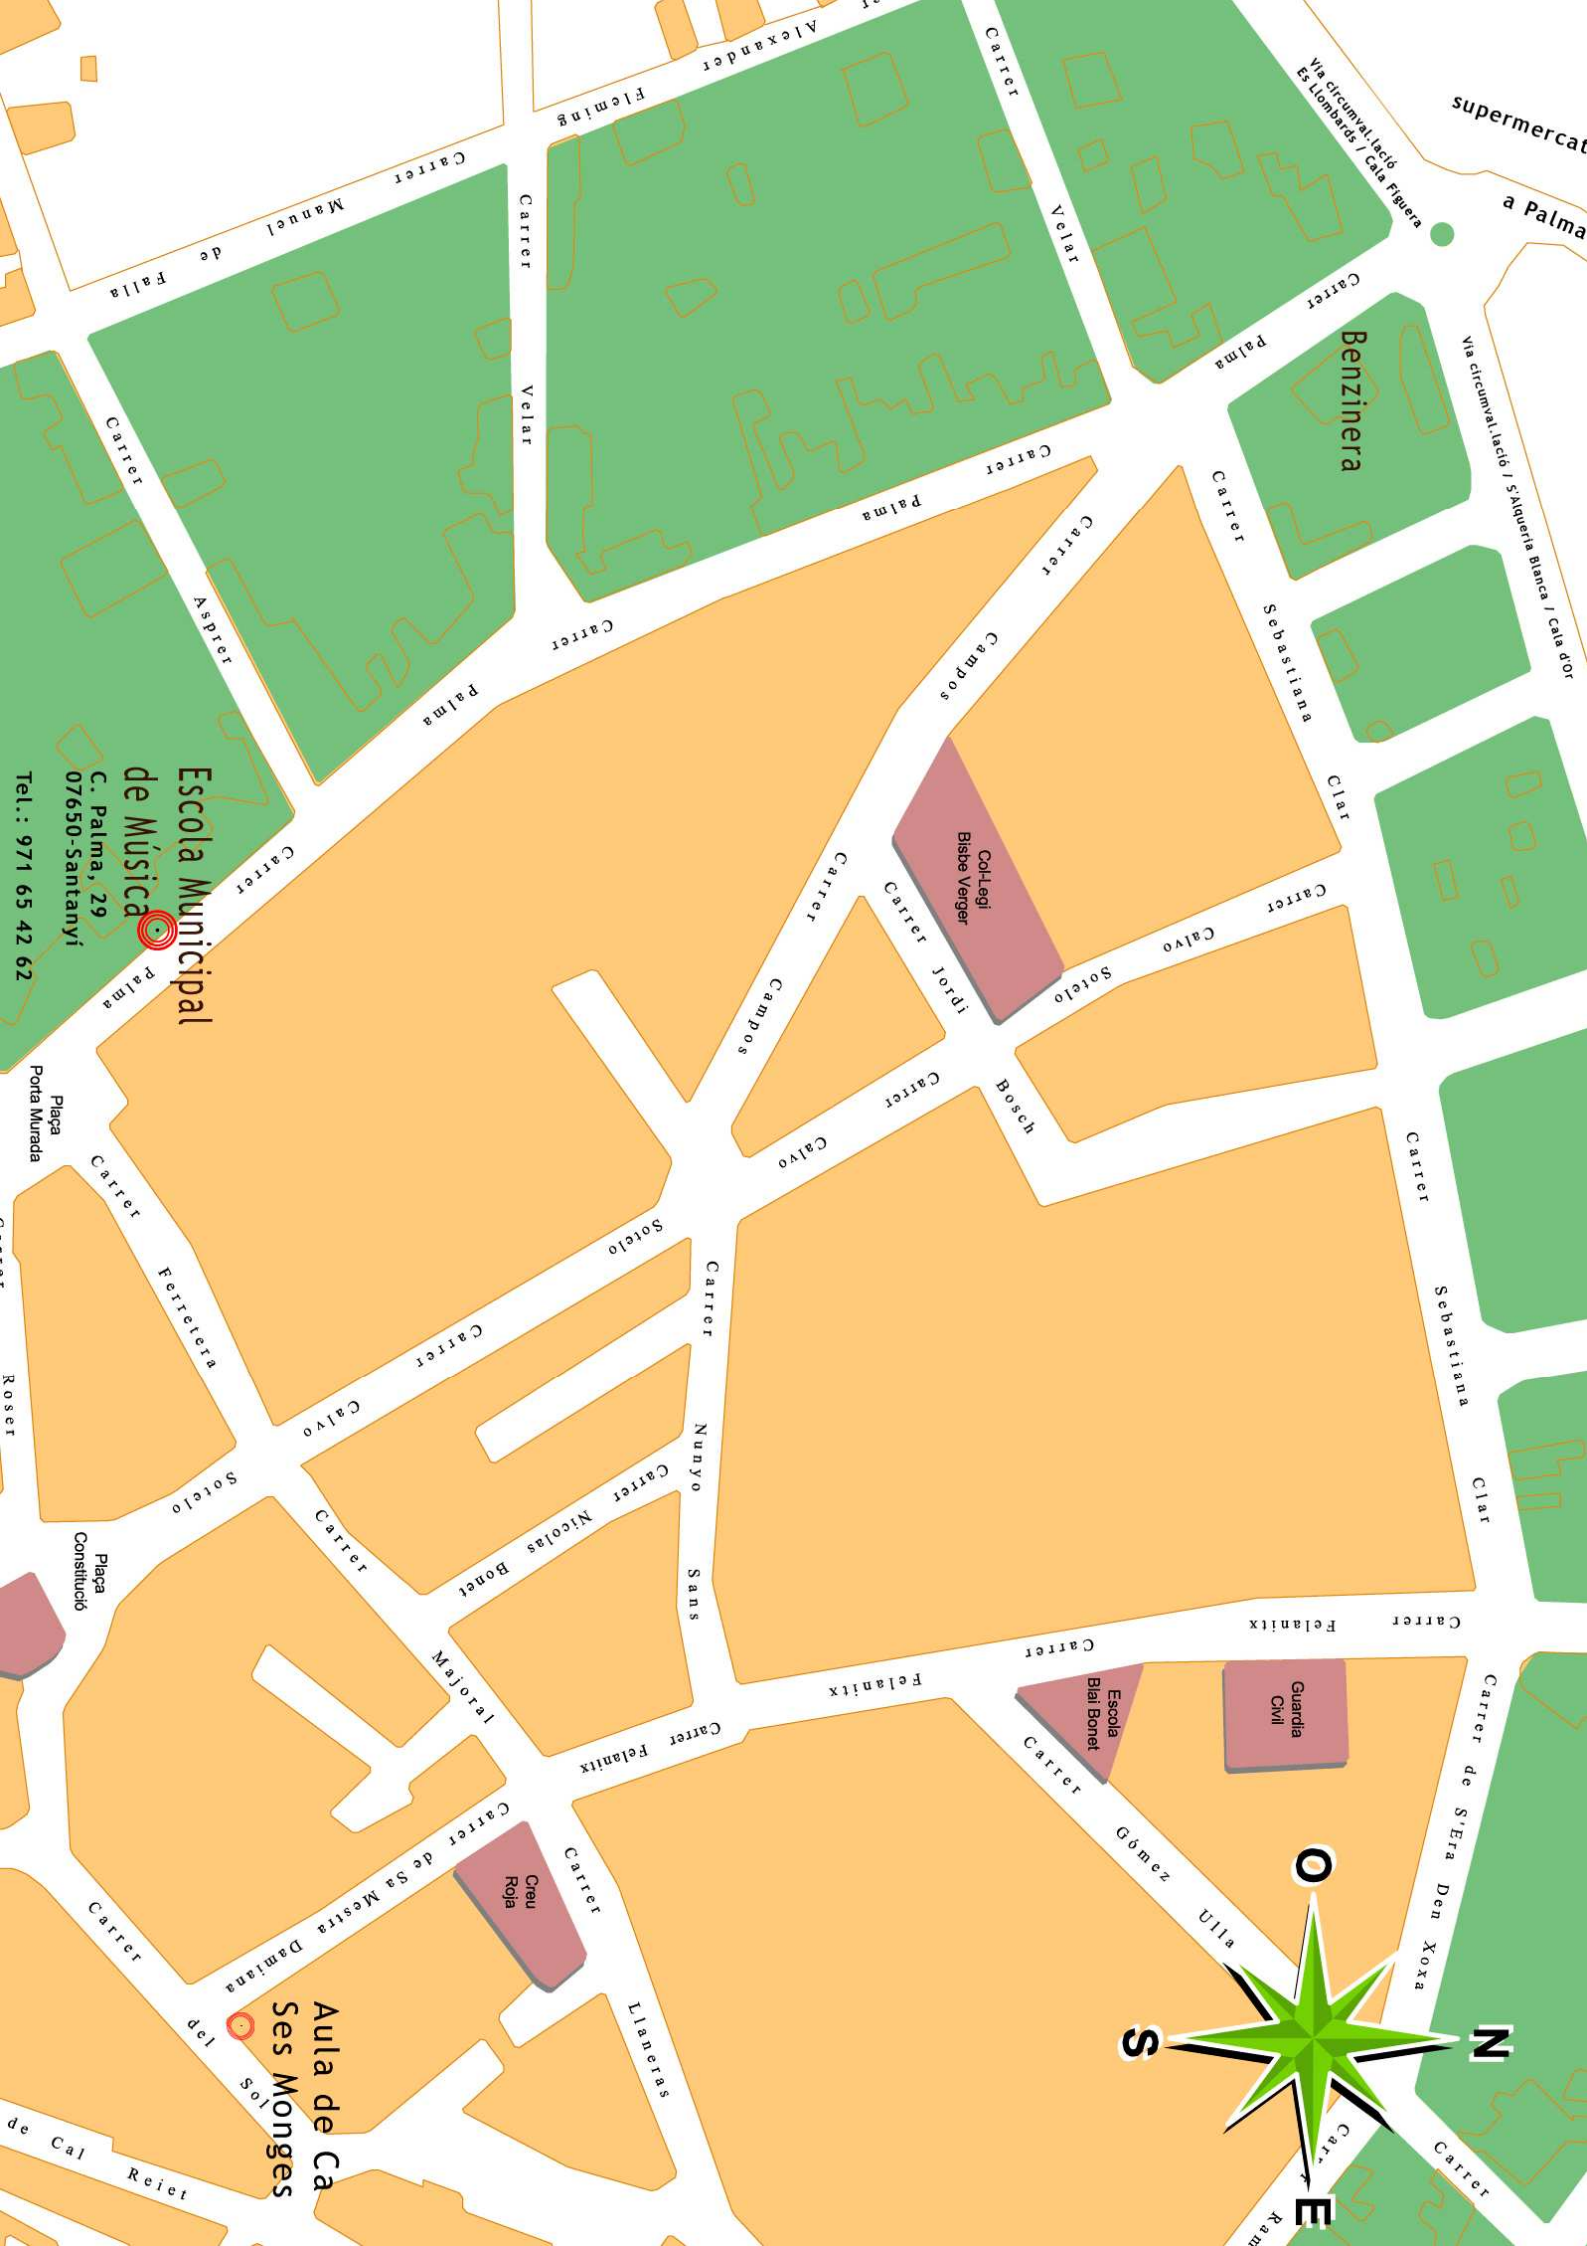 supermercat
a Palma
Via circumval.lació
Es Llombards / Cala Figuera
Via circumval.lació / S'Alqueria Blanca / Cala d'Or
Benzinera
Carrer Alexander Fleming
Carrer Manuel de Falla
Carrer Velar
Carrer Velar
Carrer Palma
Carrer Palma
Carrer Palma
Carrer Palma
Carrer Asprer
Carrer Campos
Carrer Campos
Carrer Sebastiana Clar
Carrer Sebastiana Clar
Col-Legi
Bisbe Verger
Carrer Jordi Bosch
Carrer Calvo Sotelo
Carrer Calvo Sotelo
Carrer Calvo Sotelo
Escola Municipal
de Música
C. Palma, 29
07650-Santanyí
Tel.: 971 65 42 62
Plaça
Porta Murada
Carrer Ferretera
Carrer Roser
Carrer Nunyo Sans
Carrer Nicolas Bonet
Plaça
Constitució
Carrer Majoral
Carrer Felanitx
Carrer Felanitx
Carrer Felanitx
Escola
Blai Bonet
Guardia
Civil
Carrer de S'Era Den Xoxa
Carrer Gómez Ulla
Creu
Roja
Carrer de Sa Mestra Damiana
Carrer Llaneras
Carrer del Sol
Aula de Ca
Ses Monges
de Cal Reiet
Carrer
O
N
S
E